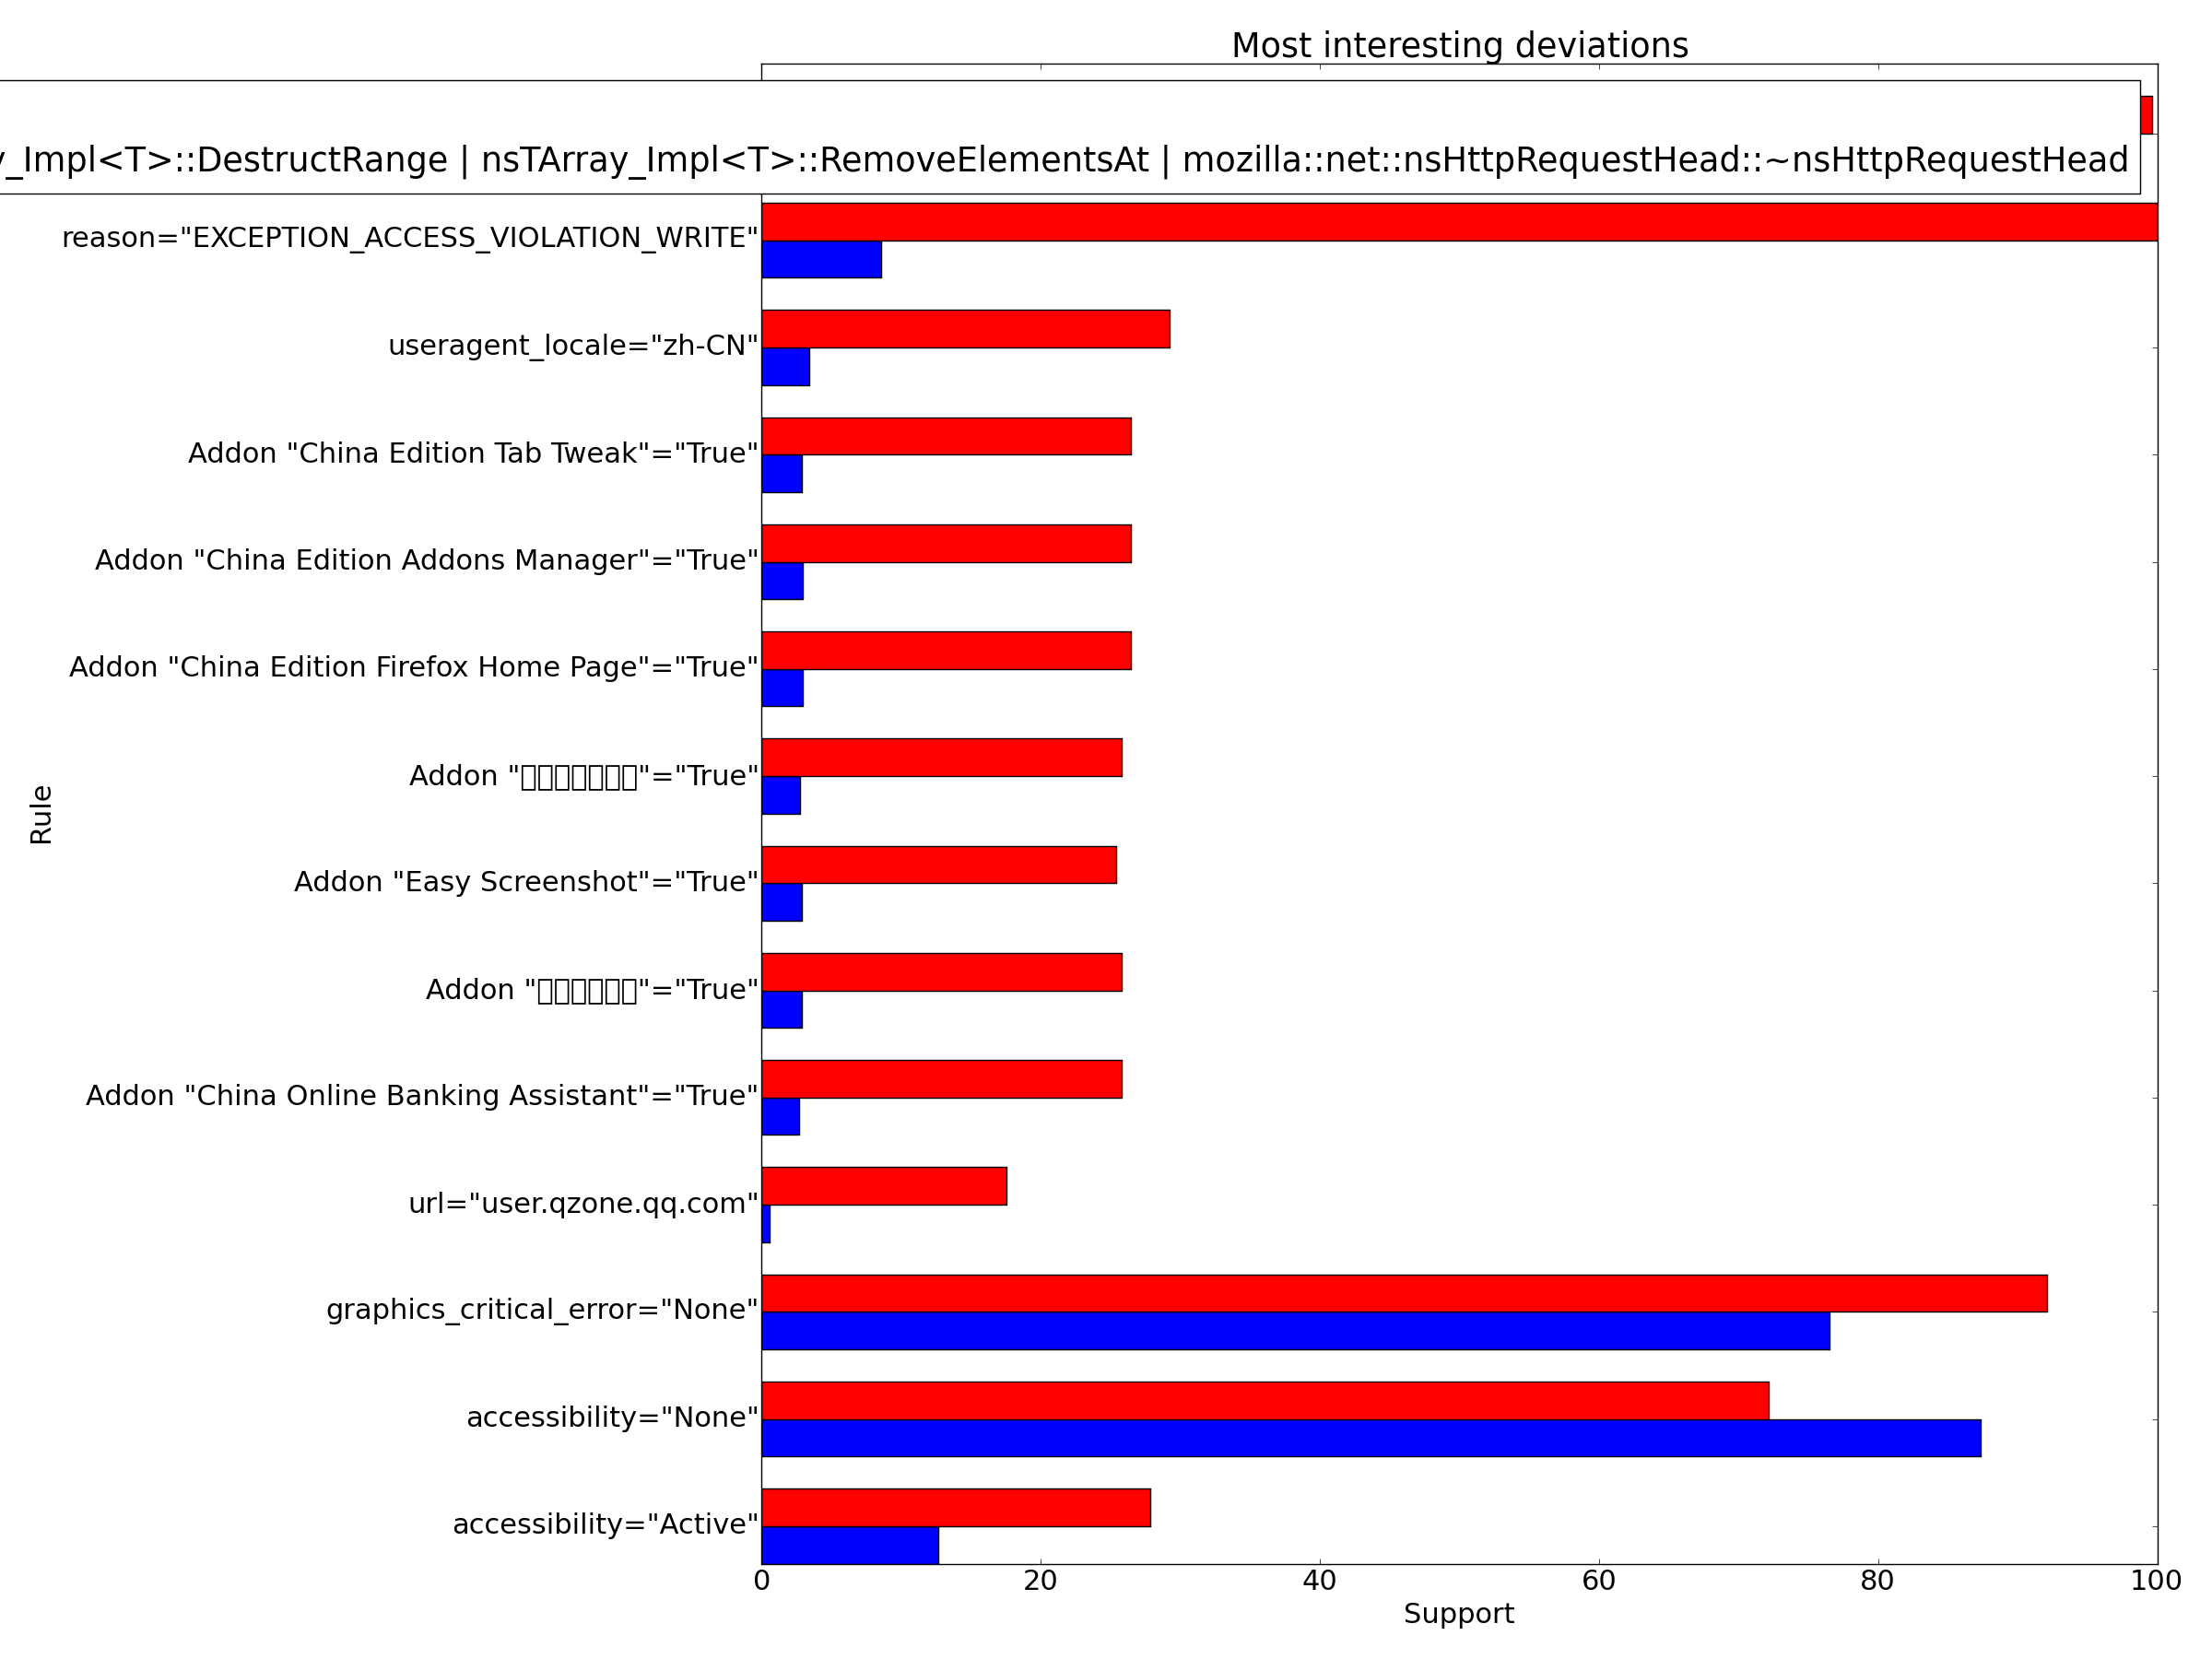 Most interesting deviations
_Impl<T>::DestructRange | nsTArray_Impl<T>::RemoveElementsAt | mozilla::net::nsHttpRequestHead::~nsHttpRequestHead
reason="EXCEPTION_ACCESS_VIOLATION_WRITE"
useragent_locale="zh-CN"
Addon "China Edition Tab Tweak"="True"
Addon "China Edition Addons Manager"="True"
Addon "China Edition Firefox Home Page"="True"
Addon "▯▯▯▯▯▯▯"="True"
Addon "Easy Screenshot"="True"
Addon "▯▯▯▯▯▯"="True"
Addon "China Online Banking Assistant"="True"
url="user.qzone.qq.com"
graphics_critical_error="None"
accessibility="None"
accessibility="Active"
Rule
0 20 40 60 80 100
Support